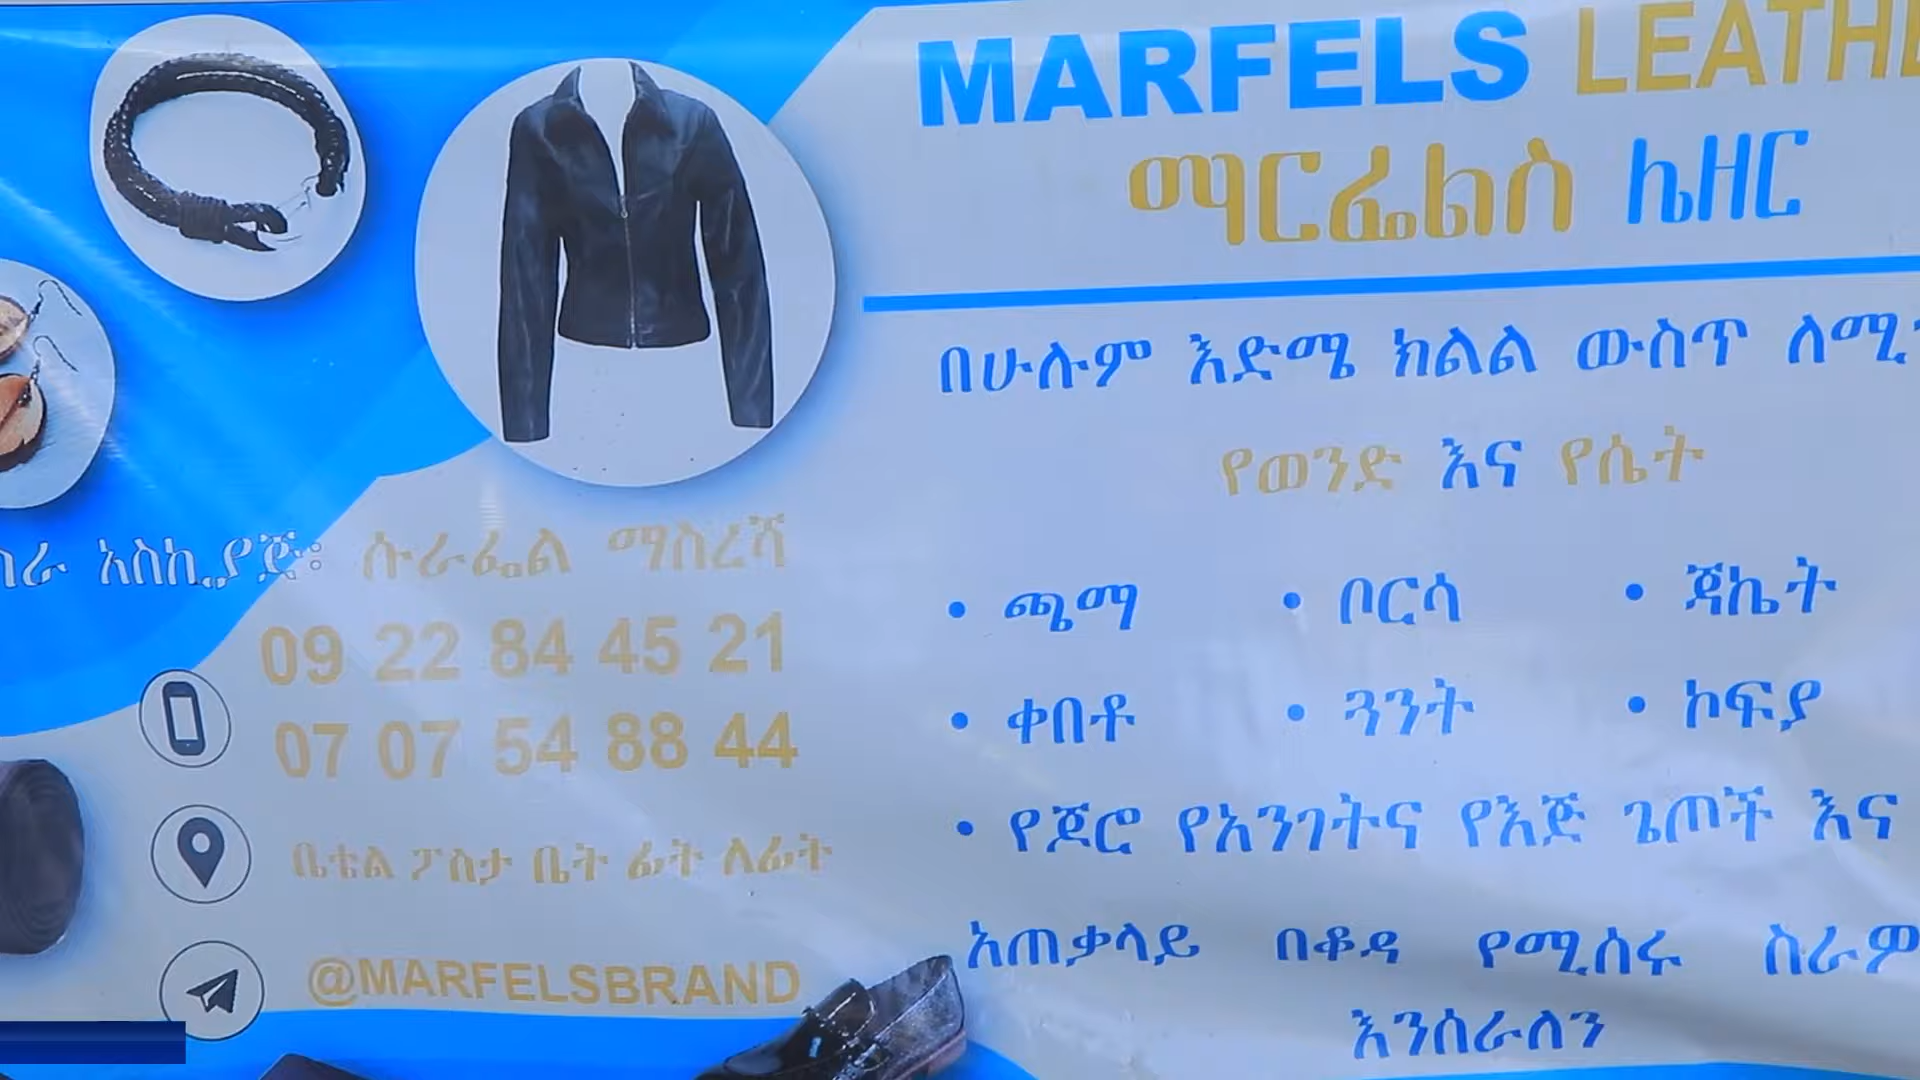 MARFELS LEATHE
ማርፌልስ ሌዘር
በሁሉም እድሜ ክልል ውስጥ ለሚ
የወንድ እና የሴት
• ጫማ • ቦርሳ • ጃኬት
• ቀበቶ • ጓንት • ኮፍያ
• የጆሮ የአንገትና የእጅ ጌጦች እና
አጠቃላይ በቆዳ የሚሰሩ ስራዎ
እንሰራለን
ስራ አስኪያጅ፡ ሱራፌል ማስረሻ
09 22 84 45 21
07 07 54 88 44
ቤቴል ፖስታ ቤት ፊት ለፊት
@MARFELSBRAND